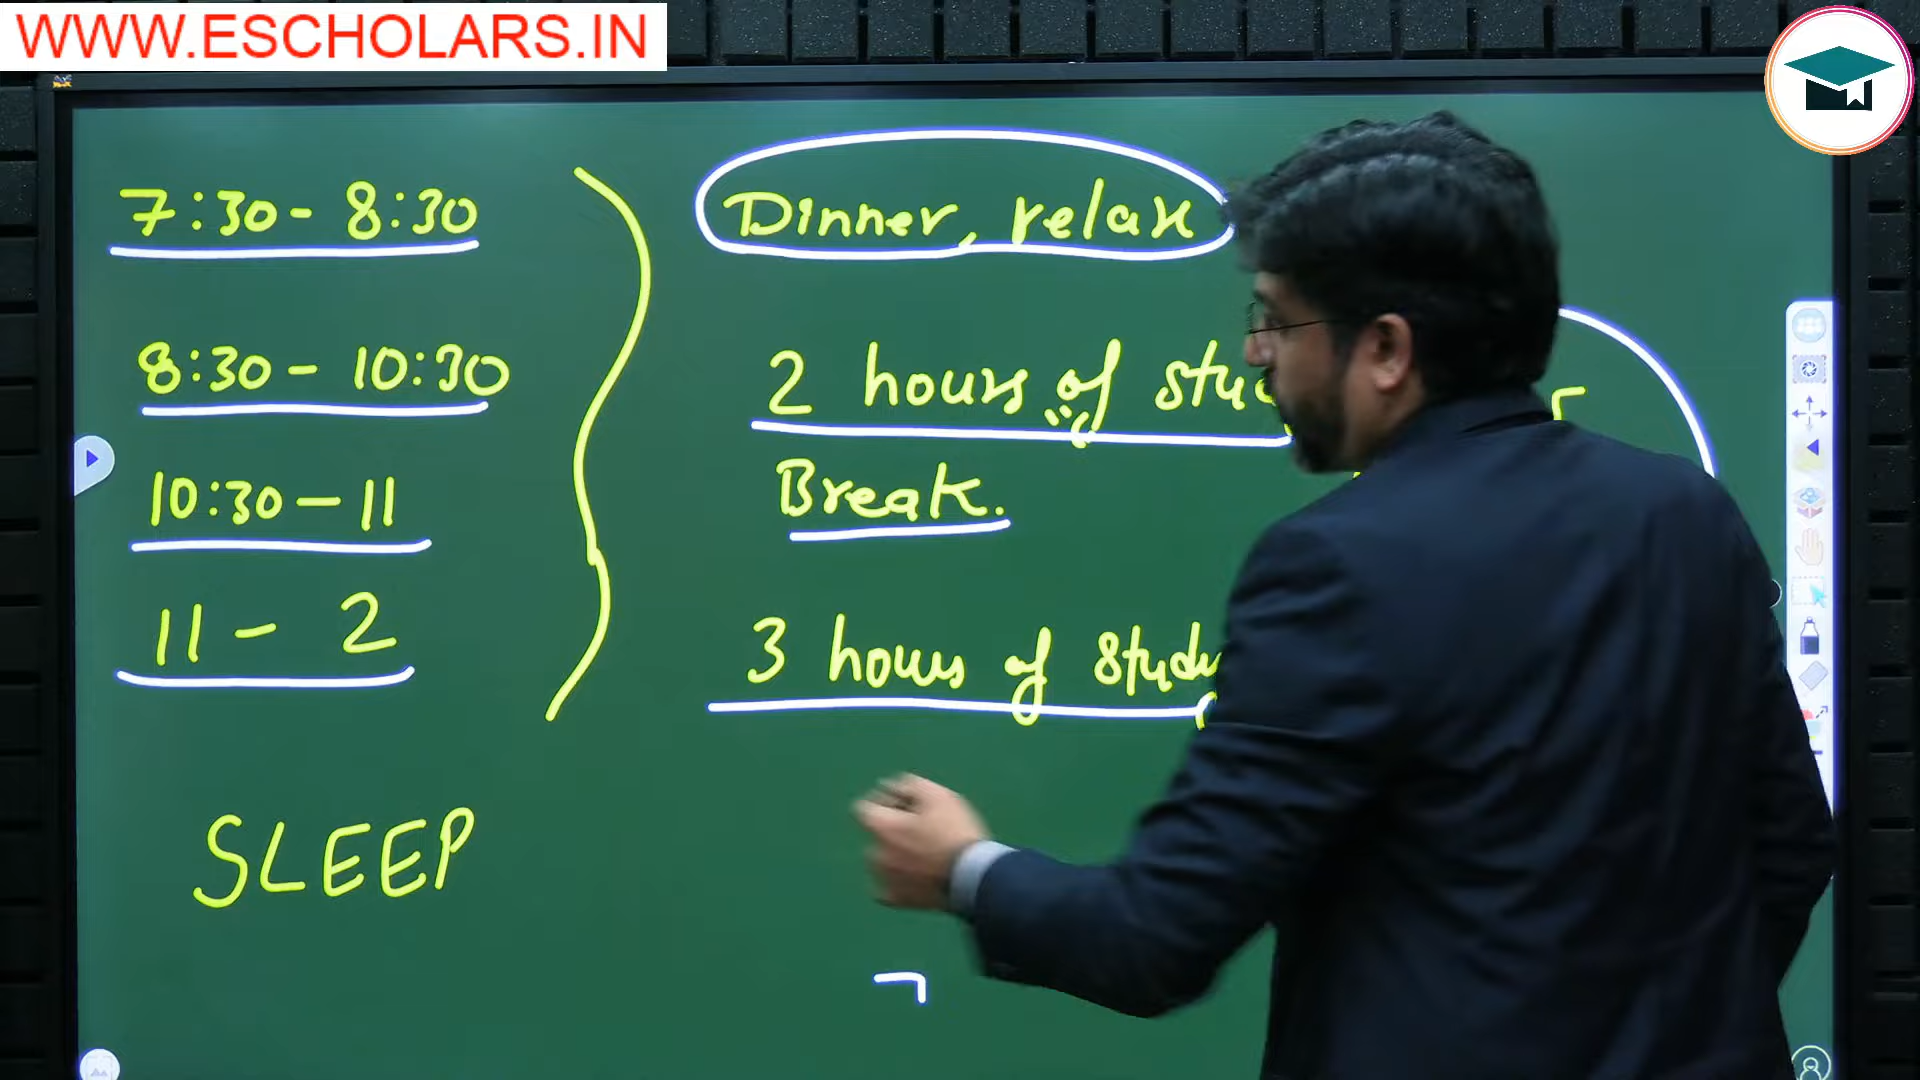 WWW.ESCHOLARS.IN
7:30 - 8:30 Dinner, relax
8:30 - 10:30 2 hours of
10:30 - 11 Break.
11 - 2 3 hours of study
SLEEP